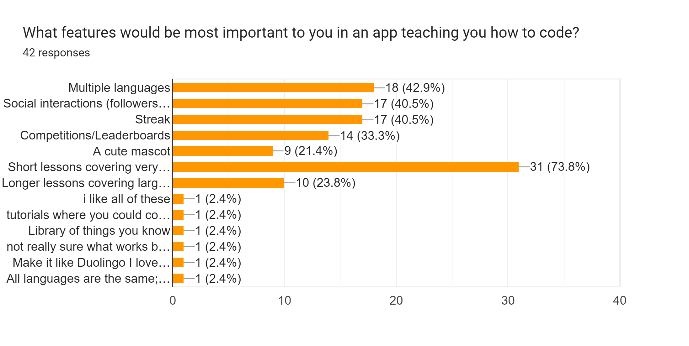 What features would be most important to you in an app teaching you how to code?
42 responses
Multiple languages 18 (42.9%)
Social interactions (followers… 17 (40.5%)
Streak 17 (40.5%)
Competitions/Leaderboards 14 (33.3%)
A cute mascot 9 (21.4%)
Short lessons covering very… 31 (73.8%)
Longer lessons covering larg… 10 (23.8%)
i like all of these 1 (2.4%)
tutorials where you could co… 1 (2.4%)
Library of things you know 1 (2.4%)
not really sure what works b… 1 (2.4%)
Make it like Duolingo I love… 1 (2.4%)
All languages are the same;… 1 (2.4%)
0 10 20 30 40